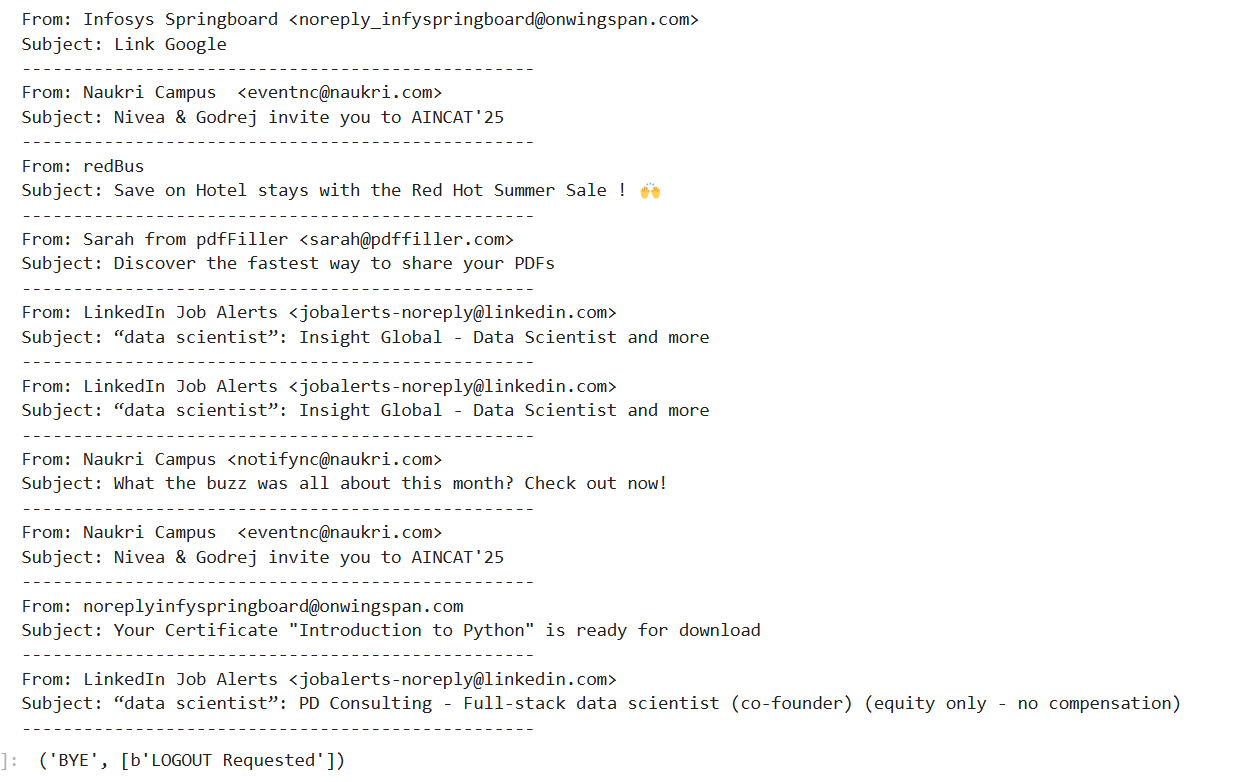 From: Infosys Springboard <noreply_infyspringboard@onwingspan.com>
Subject: Link Google
--------------------------------------------------
From: Naukri Campus  <eventnc@naukri.com>
Subject: Nivea & Godrej invite you to AINCAT'25
--------------------------------------------------
From: redBus
Subject: Save on Hotel stays with the Red Hot Summer Sale ! 🙌
--------------------------------------------------
From: Sarah from pdfFiller <sarah@pdffiller.com>
Subject: Discover the fastest way to share your PDFs
--------------------------------------------------
From: LinkedIn Job Alerts <jobalerts-noreply@linkedin.com>
Subject: “data scientist”: Insight Global - Data Scientist and more
--------------------------------------------------
From: LinkedIn Job Alerts <jobalerts-noreply@linkedin.com>
Subject: “data scientist”: Insight Global - Data Scientist and more
--------------------------------------------------
From: Naukri Campus <notifync@naukri.com>
Subject: What the buzz was all about this month? Check out now!
--------------------------------------------------
From: Naukri Campus  <eventnc@naukri.com>
Subject: Nivea & Godrej invite you to AINCAT'25
--------------------------------------------------
From: noreplyinfyspringboard@onwingspan.com
Subject: Your Certificate "Introduction to Python" is ready for download
--------------------------------------------------
From: LinkedIn Job Alerts <jobalerts-noreply@linkedin.com>
Subject: “data scientist”: PD Consulting - Full-stack data scientist (co-founder) (equity only - no compensation)
--------------------------------------------------
]: ('BYE', [b'LOGOUT Requested'])